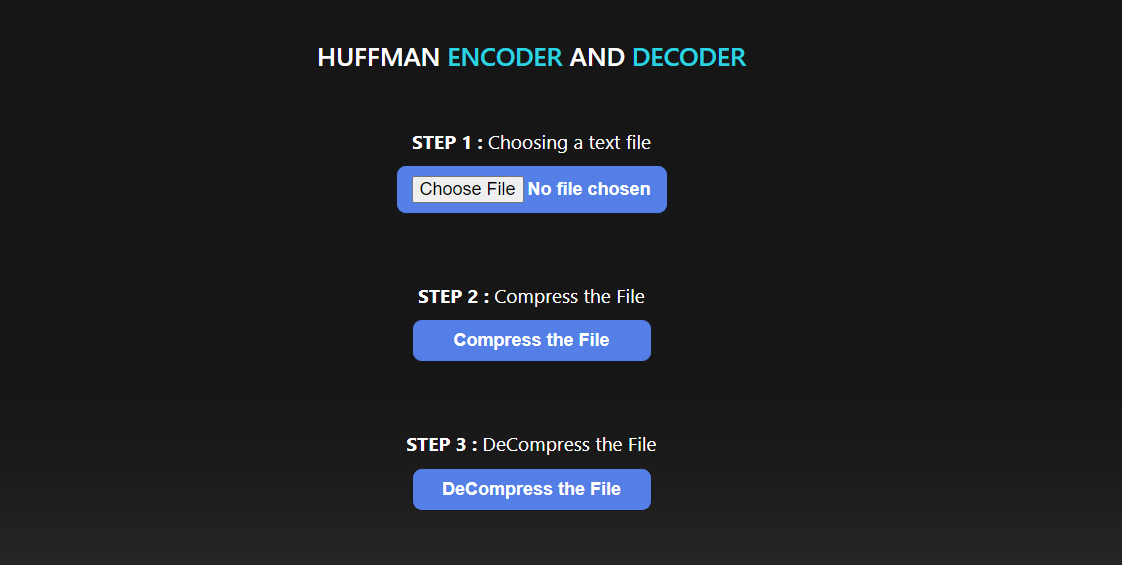 HUFFMAN ENCODER AND DECODER
STEP 1 : Choosing a text file
Choose File No file chosen
STEP 2 : Compress the File
Compress the File
STEP 3 : DeCompress the File
DeCompress the File